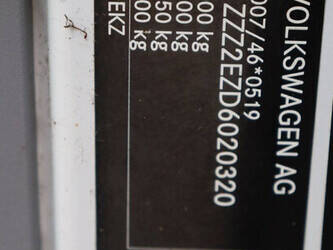 VOLKSWAGEN AG
007/46*0519
ZZZ2EZD6020320
00 kg
00 kg
50 kg
00 kg
EKZ